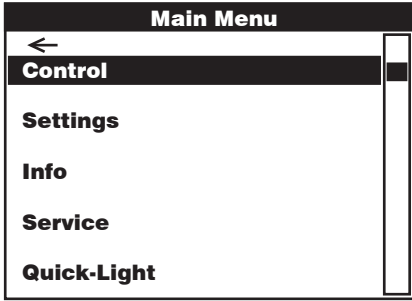 Main Menu
Control
Settings
Info
Service
Quick-Light